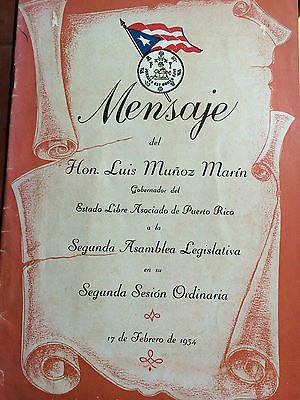 Mensaje
del
Hon. Luis Muñoz Marín
Gobernador del
Estado Libre Asociado de Puerto Rico
a la
Segunda Asamblea Legislativa
en su
Segunda Sesión Ordinaria
17 de Febrero de 1954